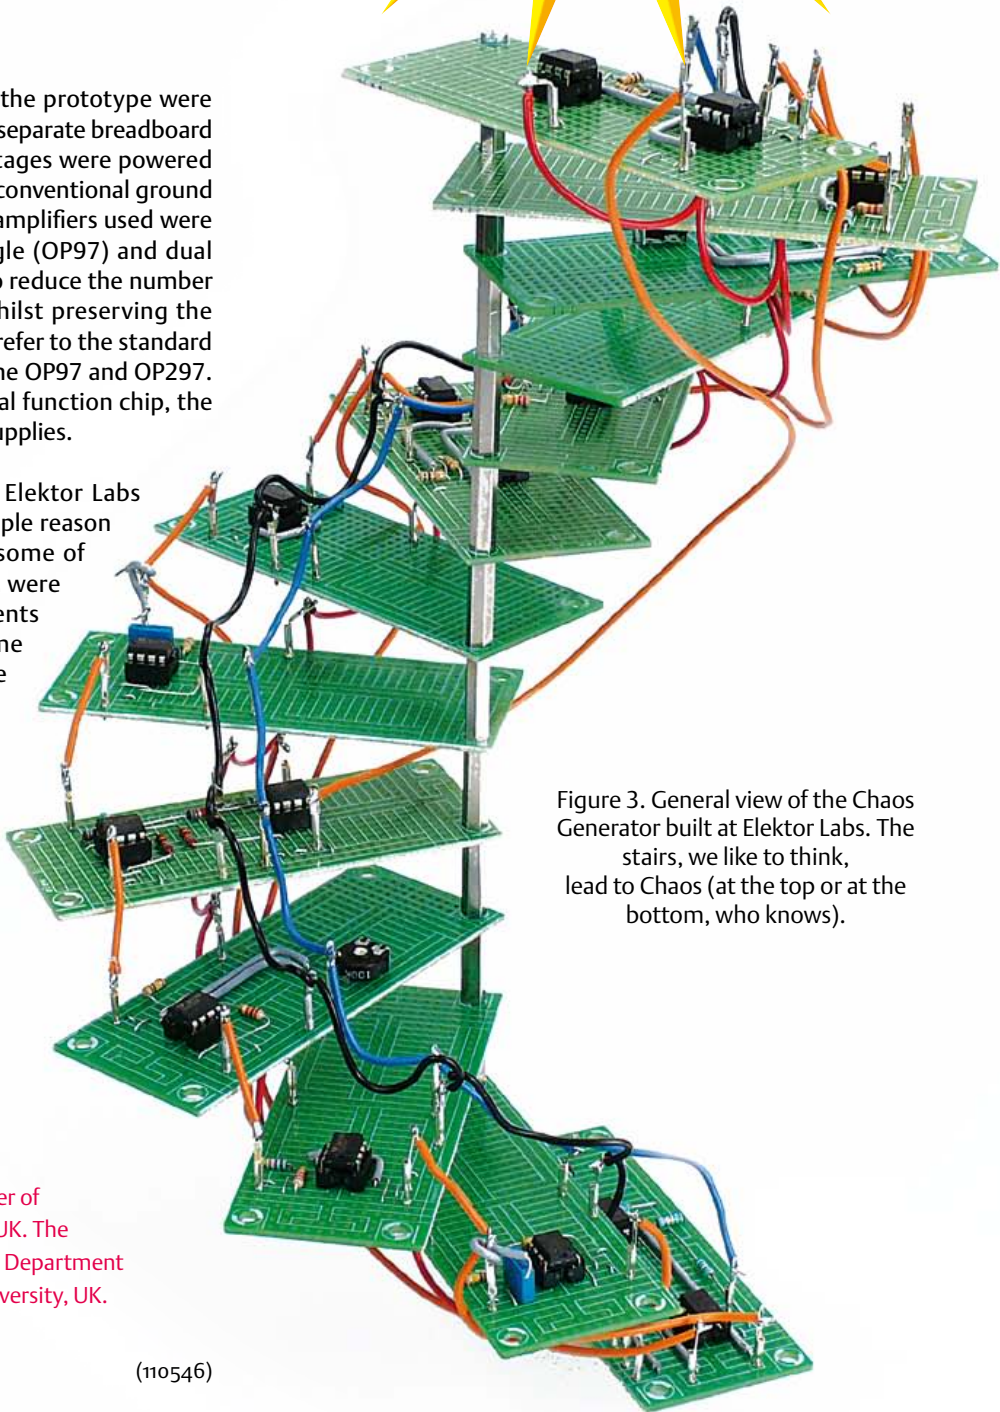 the prototype were
separate breadboard
tages were powered
conventional ground
amplifiers used were
gle (OP97) and dual
o reduce the number
hilst preserving the
refer to the standard
ne OP97 and OP297.
al function chip, the
upplies.
Elektor Labs
ple reason
some of
were
ents
ne
e
Figure 3. General view of the Chaos
Generator built at Elektor Labs. The
stairs, we like to think,
lead to Chaos (at the top or at the
bottom, who knows).
er of
UK. The
Department
versity, UK.
(110546)